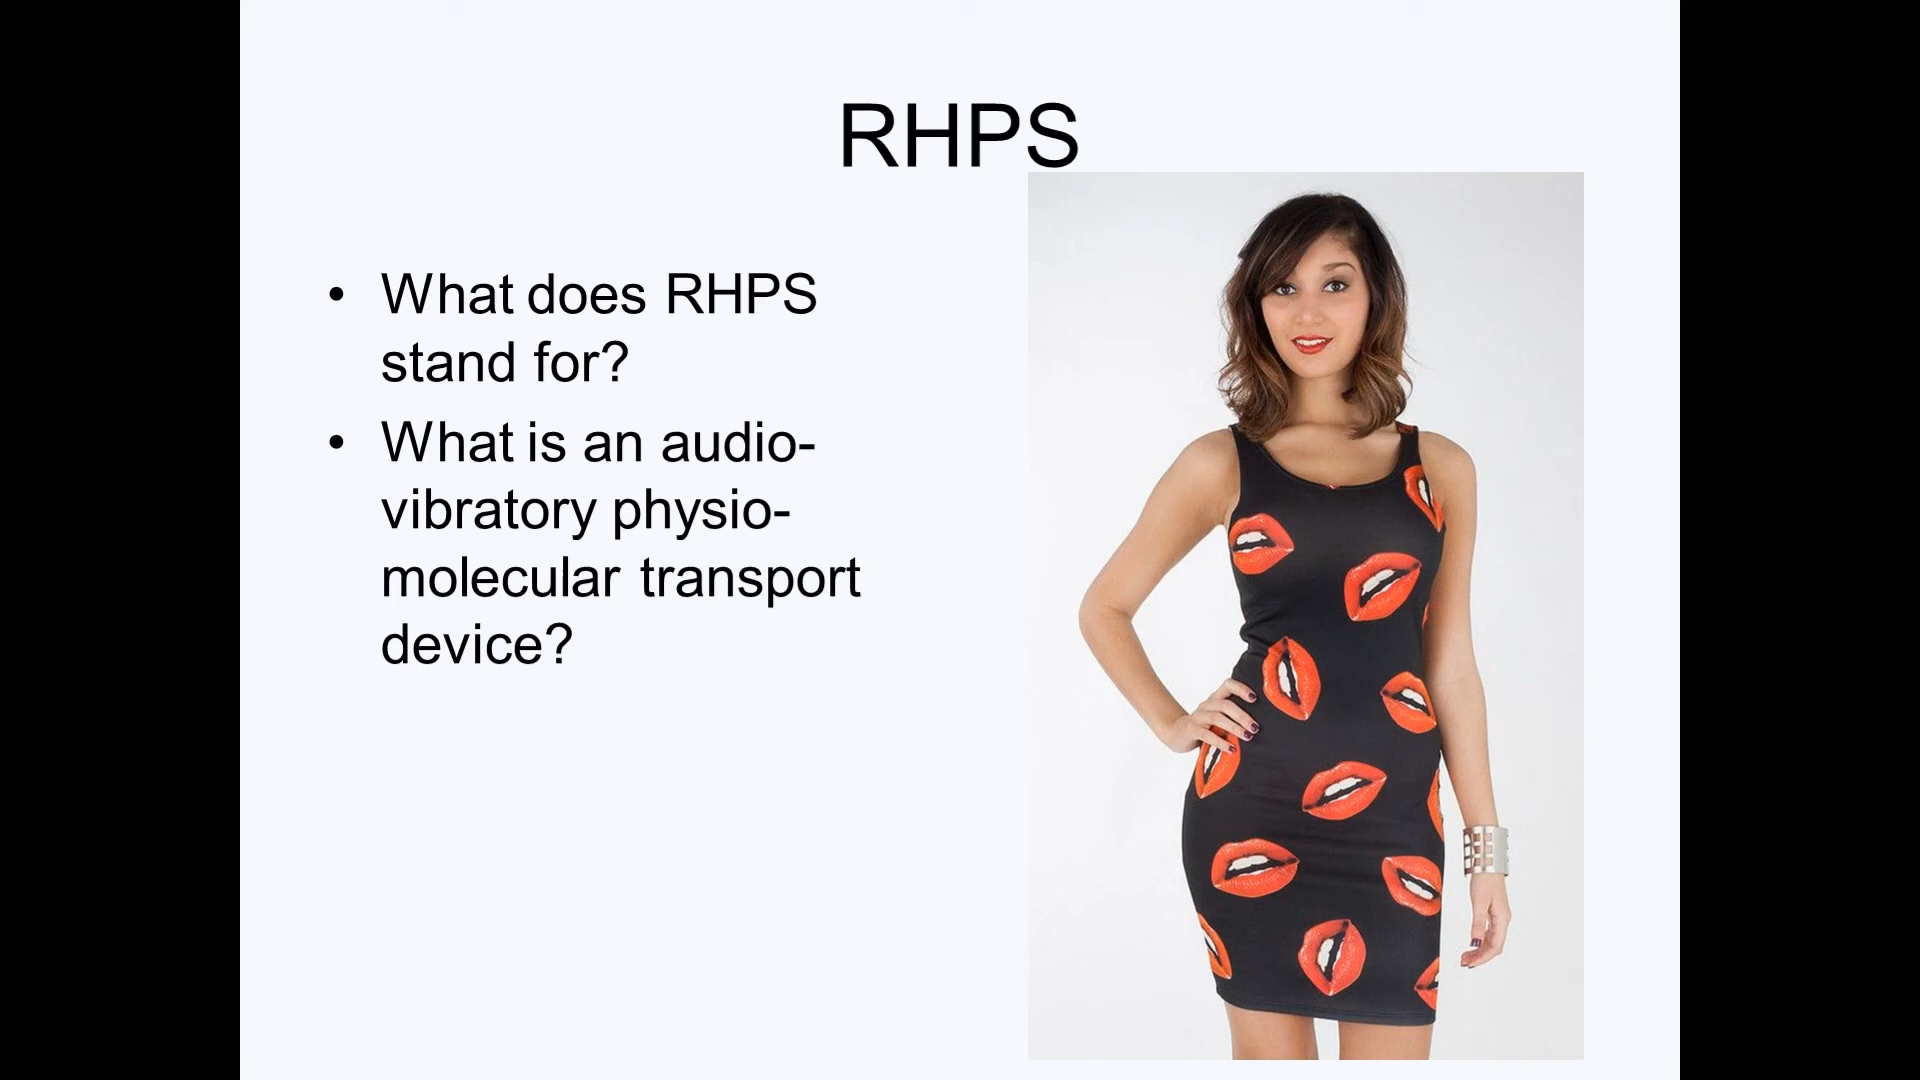 RHPS
• What does RHPS
stand for?
• What is an audio-
vibratory physio-
molecular transport
device?